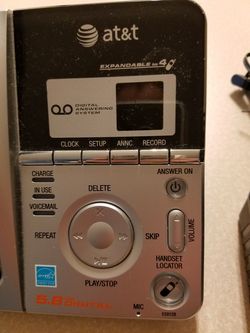 at&t
EXPANDABLE to 4
DIGITAL
ANSWERING
SYSTEM
CLOCK SETUP ANNC RECORD
CHARGE
IN USE
VOICEMAIL
ANSWER ON
DELETE
REPEAT
SKIP
VOLUME
PLAY/STOP
HANDSET
LOCATOR
5.8 DIGITAL
MIC